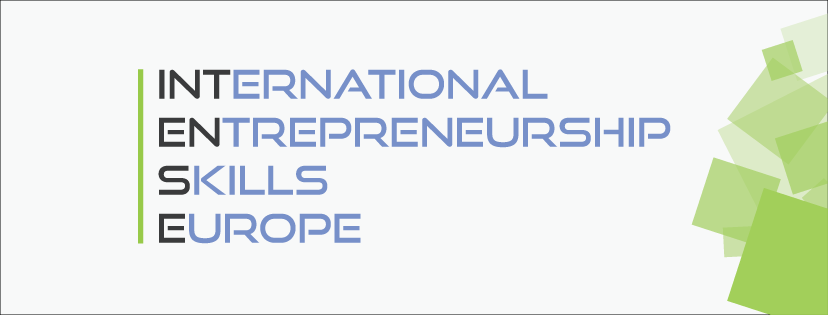 INTERNATIONAL
ENTREPRENEURSHIP
SKILLS
EUROPE